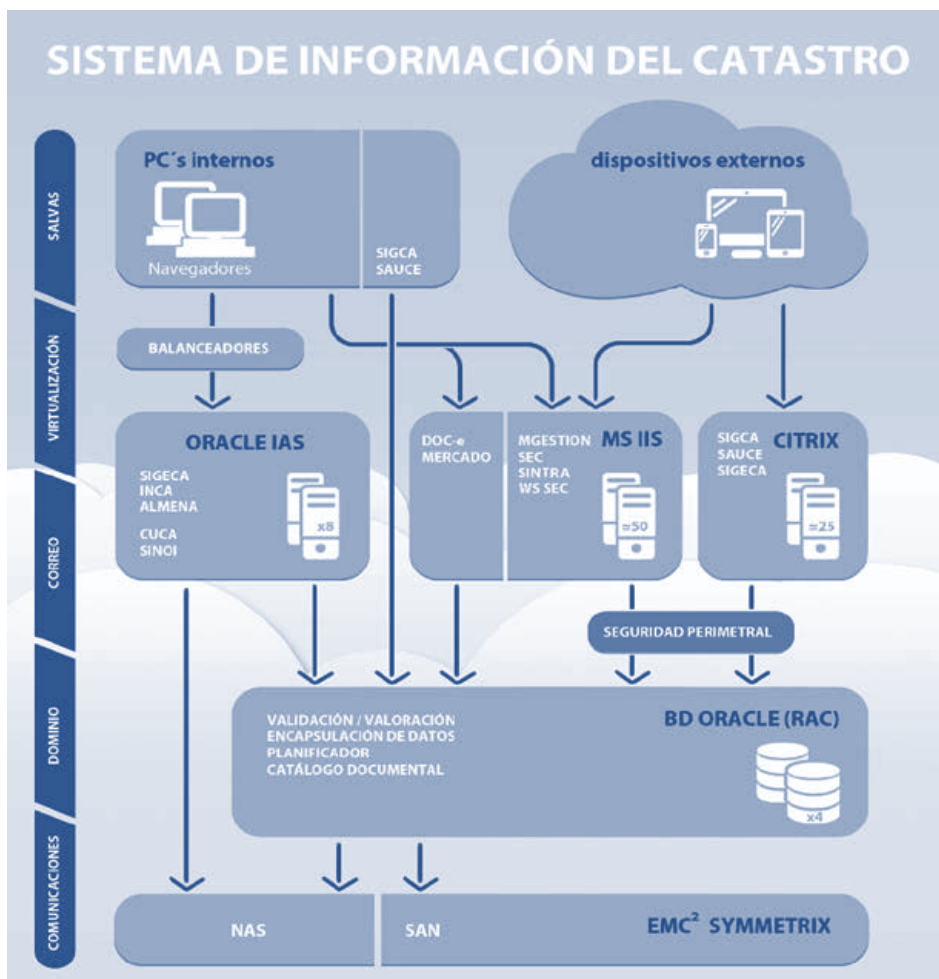 SISTEMA DE INFORMACIÓN DEL CATASTRO
SALVAS
VIRTUALIZACIÓN
CORREO
DOMINIO
COMUNICACIONES
PC´s internos
Navegadores
SIGCA
SAUCE
dispositivos externos
BALANCEADORES
ORACLE IAS
SIGECA
INCA
ALMENA
CUCA
SINOI
x8
DOC-e
MERCADO
MGESTION
SEC
SINTRA
WS SEC
MS IIS
=50
SIGCA
SAUCE
SIGECA
CITRIX
=25
SEGURIDAD PERIMETRAL
VALIDACIÓN / VALORACIÓN
ENCAPSULACIÓN DE DATOS
PLANIFICADOR
CATÁLOGO DOCUMENTAL
BD ORACLE (RAC)
x4
NAS
SAN
EMC² SYMMETRIX